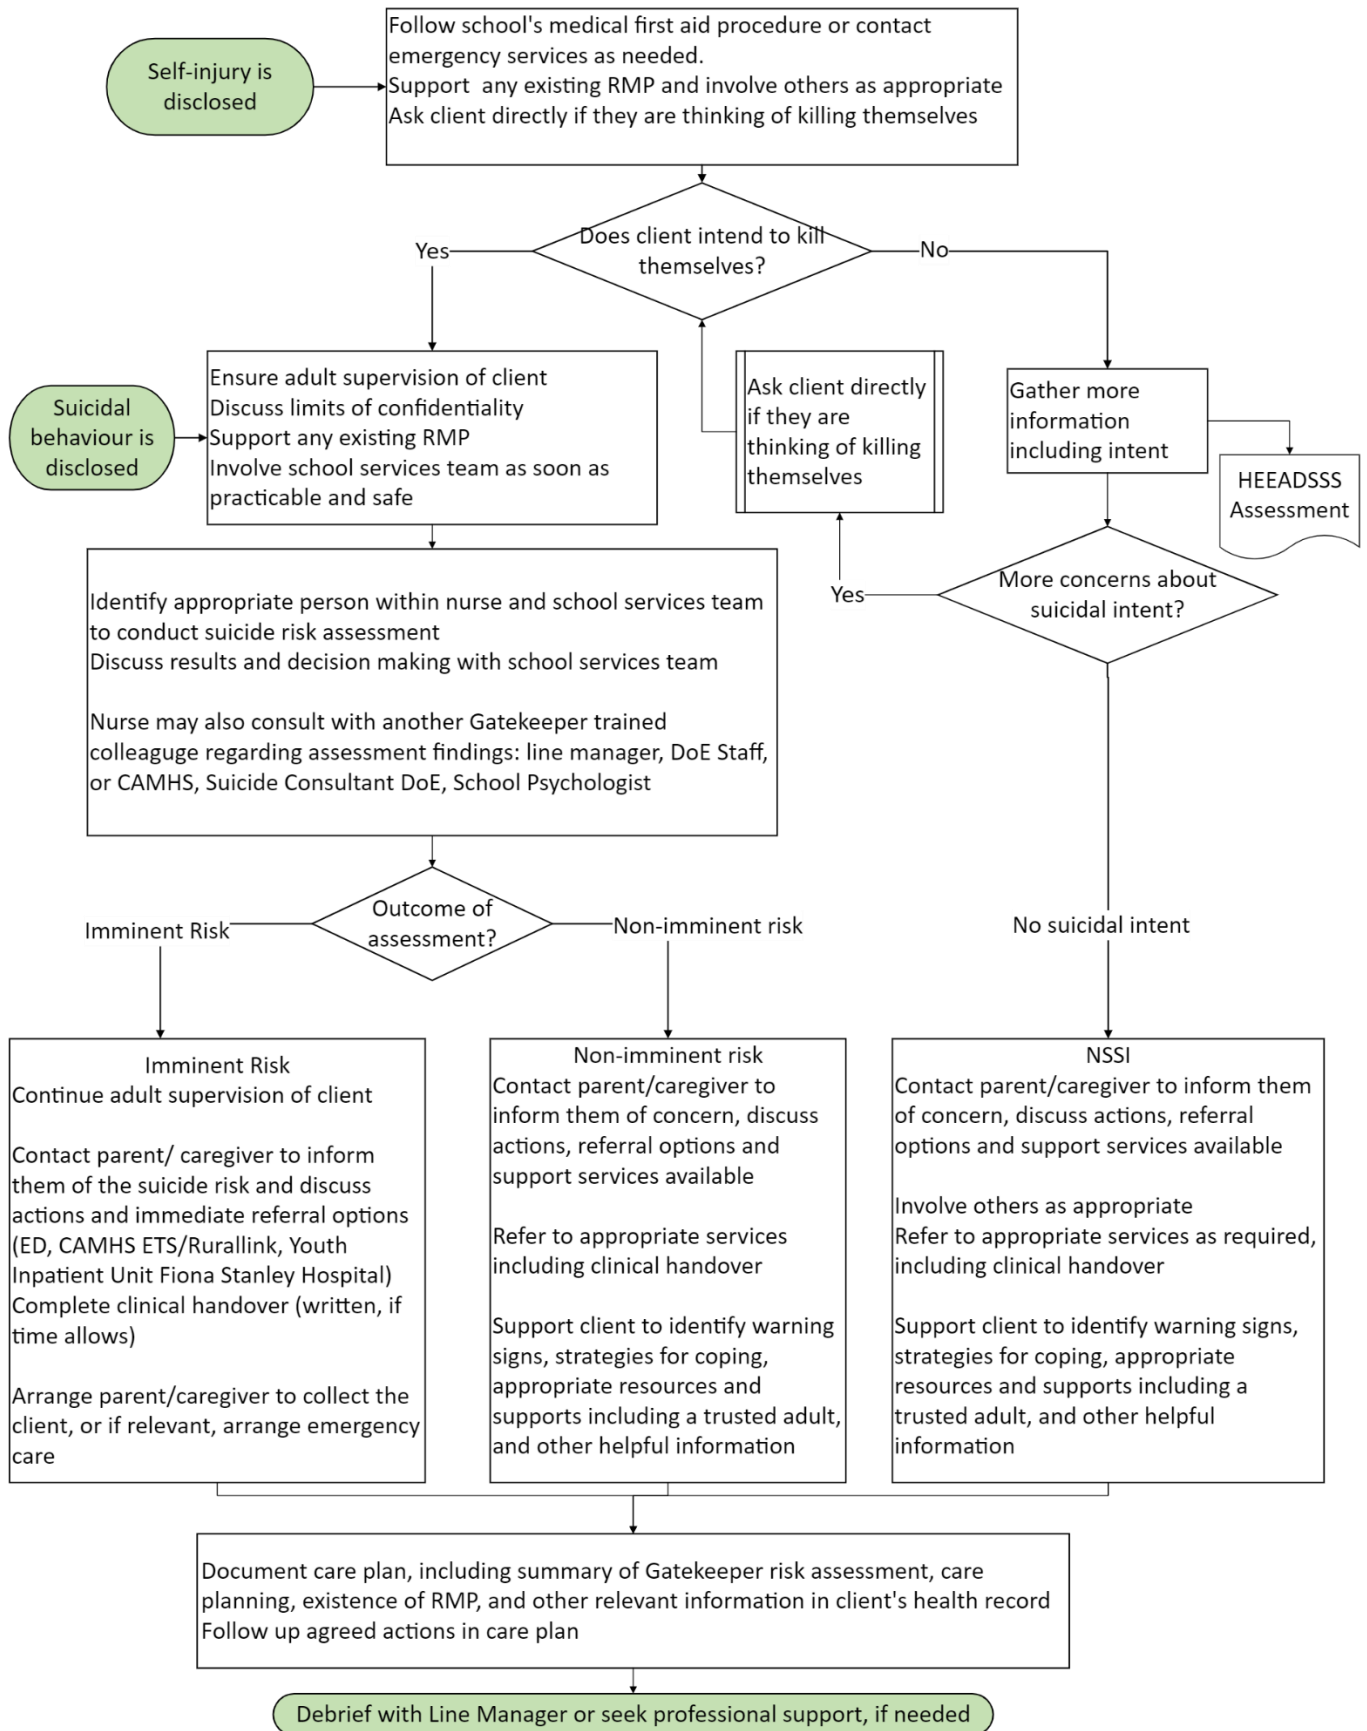 Follow school's medical first aid procedure or contact
emergency services as needed.
Support any existing RMP and involve others as appropriate
Ask client directly if they are thinking of killing themselves
Self-injury is
disclosed
Does client intend to kill
themselves?
Yes
No
Ensure adult supervision of client
Discuss limits of confidentiality
Support any existing RMP
Involve school services team as soon as
practicable and safe
Suicidal
behaviour is
disclosed
Ask client directly
if they are
thinking of killing
themselves
Gather more
information
including intent
HEEADSSS
Assessment
More concerns about
suicidal intent?
Yes
Identify appropriate person within nurse and school services team
to conduct suicide risk assessment
Discuss results and decision making with school services team
Nurse may also consult with another Gatekeeper trained
colleaguge regarding assessment findings: line manager, DoE Staff,
or CAMHS, Suicide Consultant DoE, School Psychologist
Outcome of
assessment?
Imminent Risk
Non-imminent risk
No suicidal intent
Imminent Risk
Continue adult supervision of client
Contact parent/ caregiver to inform
them of the suicide risk and discuss
actions and immediate referral options
(ED, CAMHS ETS/Rurallink, Youth
Inpatient Unit Fiona Stanley Hospital)
Complete clinical handover (written, if
time allows)
Arrange parent/caregiver to collect the
client, or if relevant, arrange emergency
care
Non-imminent risk
Contact parent/caregiver to
inform them of concern, discuss
actions, referral options and
support services available
Refer to appropriate services
including clinical handover
Support client to identify warning
signs, strategies for coping,
appropriate resources and
supports including a trusted adult,
and other helpful information
NSSI
Contact parent/caregiver to inform them
of concern, discuss actions, referral
options and support services available
Involve others as appropriate
Refer to appropriate services as required,
including clinical handover
Support client to identify warning signs,
strategies for coping, appropriate
resources and supports including a
trusted adult, and other helpful
information
Document care plan, including summary of Gatekeeper risk assessment, care
planning, existence of RMP, and other relevant information in client's health record
Follow up agreed actions in care plan
Debrief with Line Manager or seek professional support, if needed